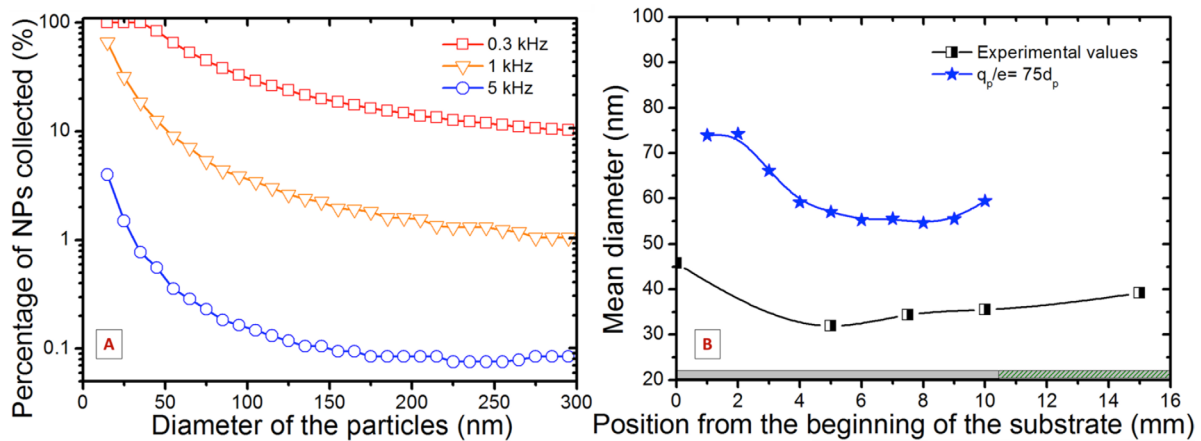 Percentage of NPs collected (%)
100
10
1
0.1
0.3 kHz
1 kHz
5 kHz
A
0 50 100 150 200 250 300
Diameter of the particles (nm)
Mean diameter (nm)
100
90
80
70
60
50
40
30
20
Experimental values
qp/e= 75dp
B
0 2 4 6 8 10 12 14 16
Position from the beginning of the substrate (mm)